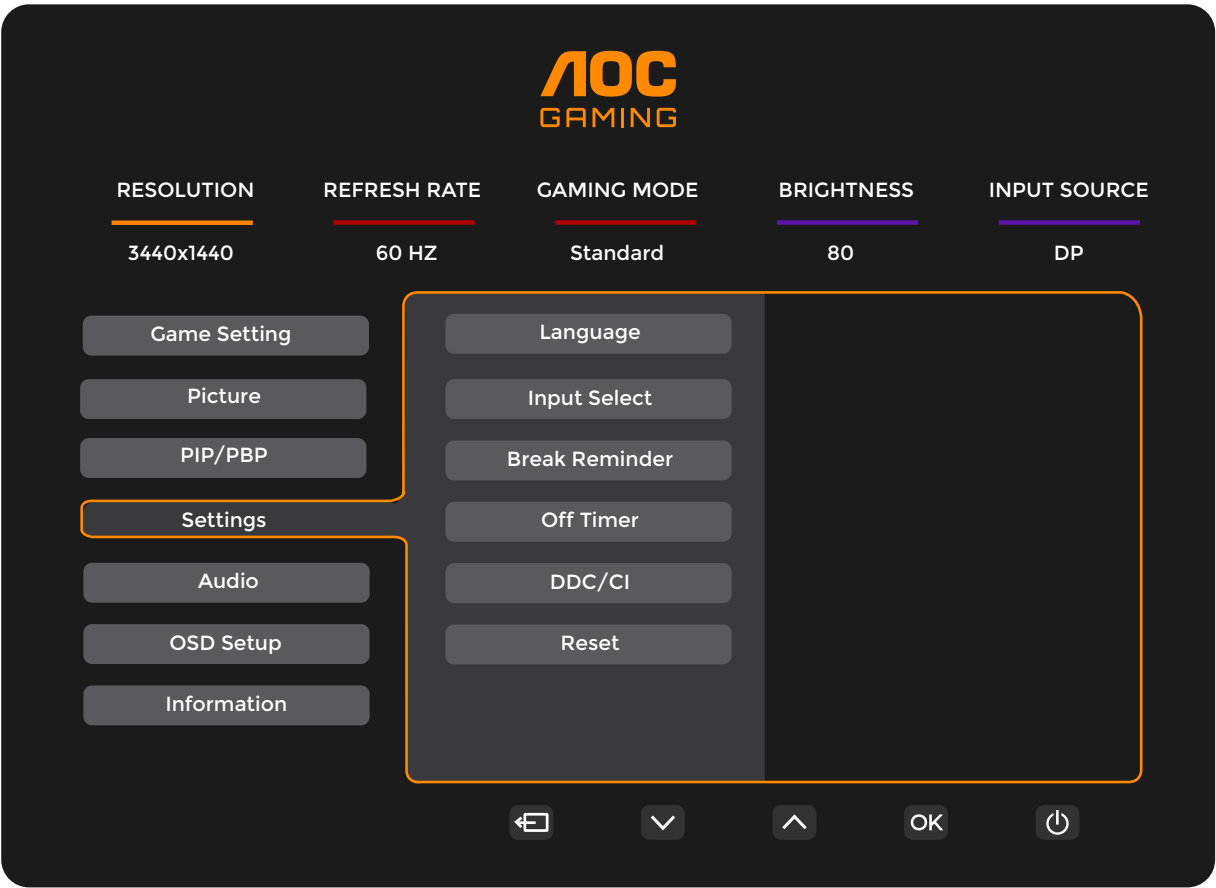 AOC
GAMING
RESOLUTION REFRESH RATE GAMING MODE BRIGHTNESS INPUT SOURCE
3440x1440 60 HZ Standard 80 DP
Game Setting Language
Picture Input Select
PIP/PBP Break Reminder
Settings Off Timer
Audio DDC/CI
OSD Setup Reset
Information
OK